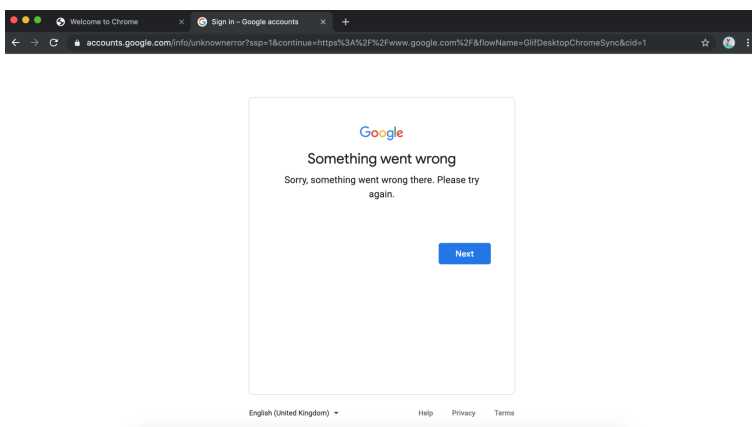 Welcome to Chrome
Sign in – Google accounts
accounts.google.com/info/unknownerror?ssp=1&continue=https%3A%2F%2Fwww.google.com%2F&flowName=GlifDesktopChromeSync&cid=1
Google
Something went wrong
Sorry, something went wrong there. Please try
again.
Next
English (United Kingdom)
Help Privacy Terms